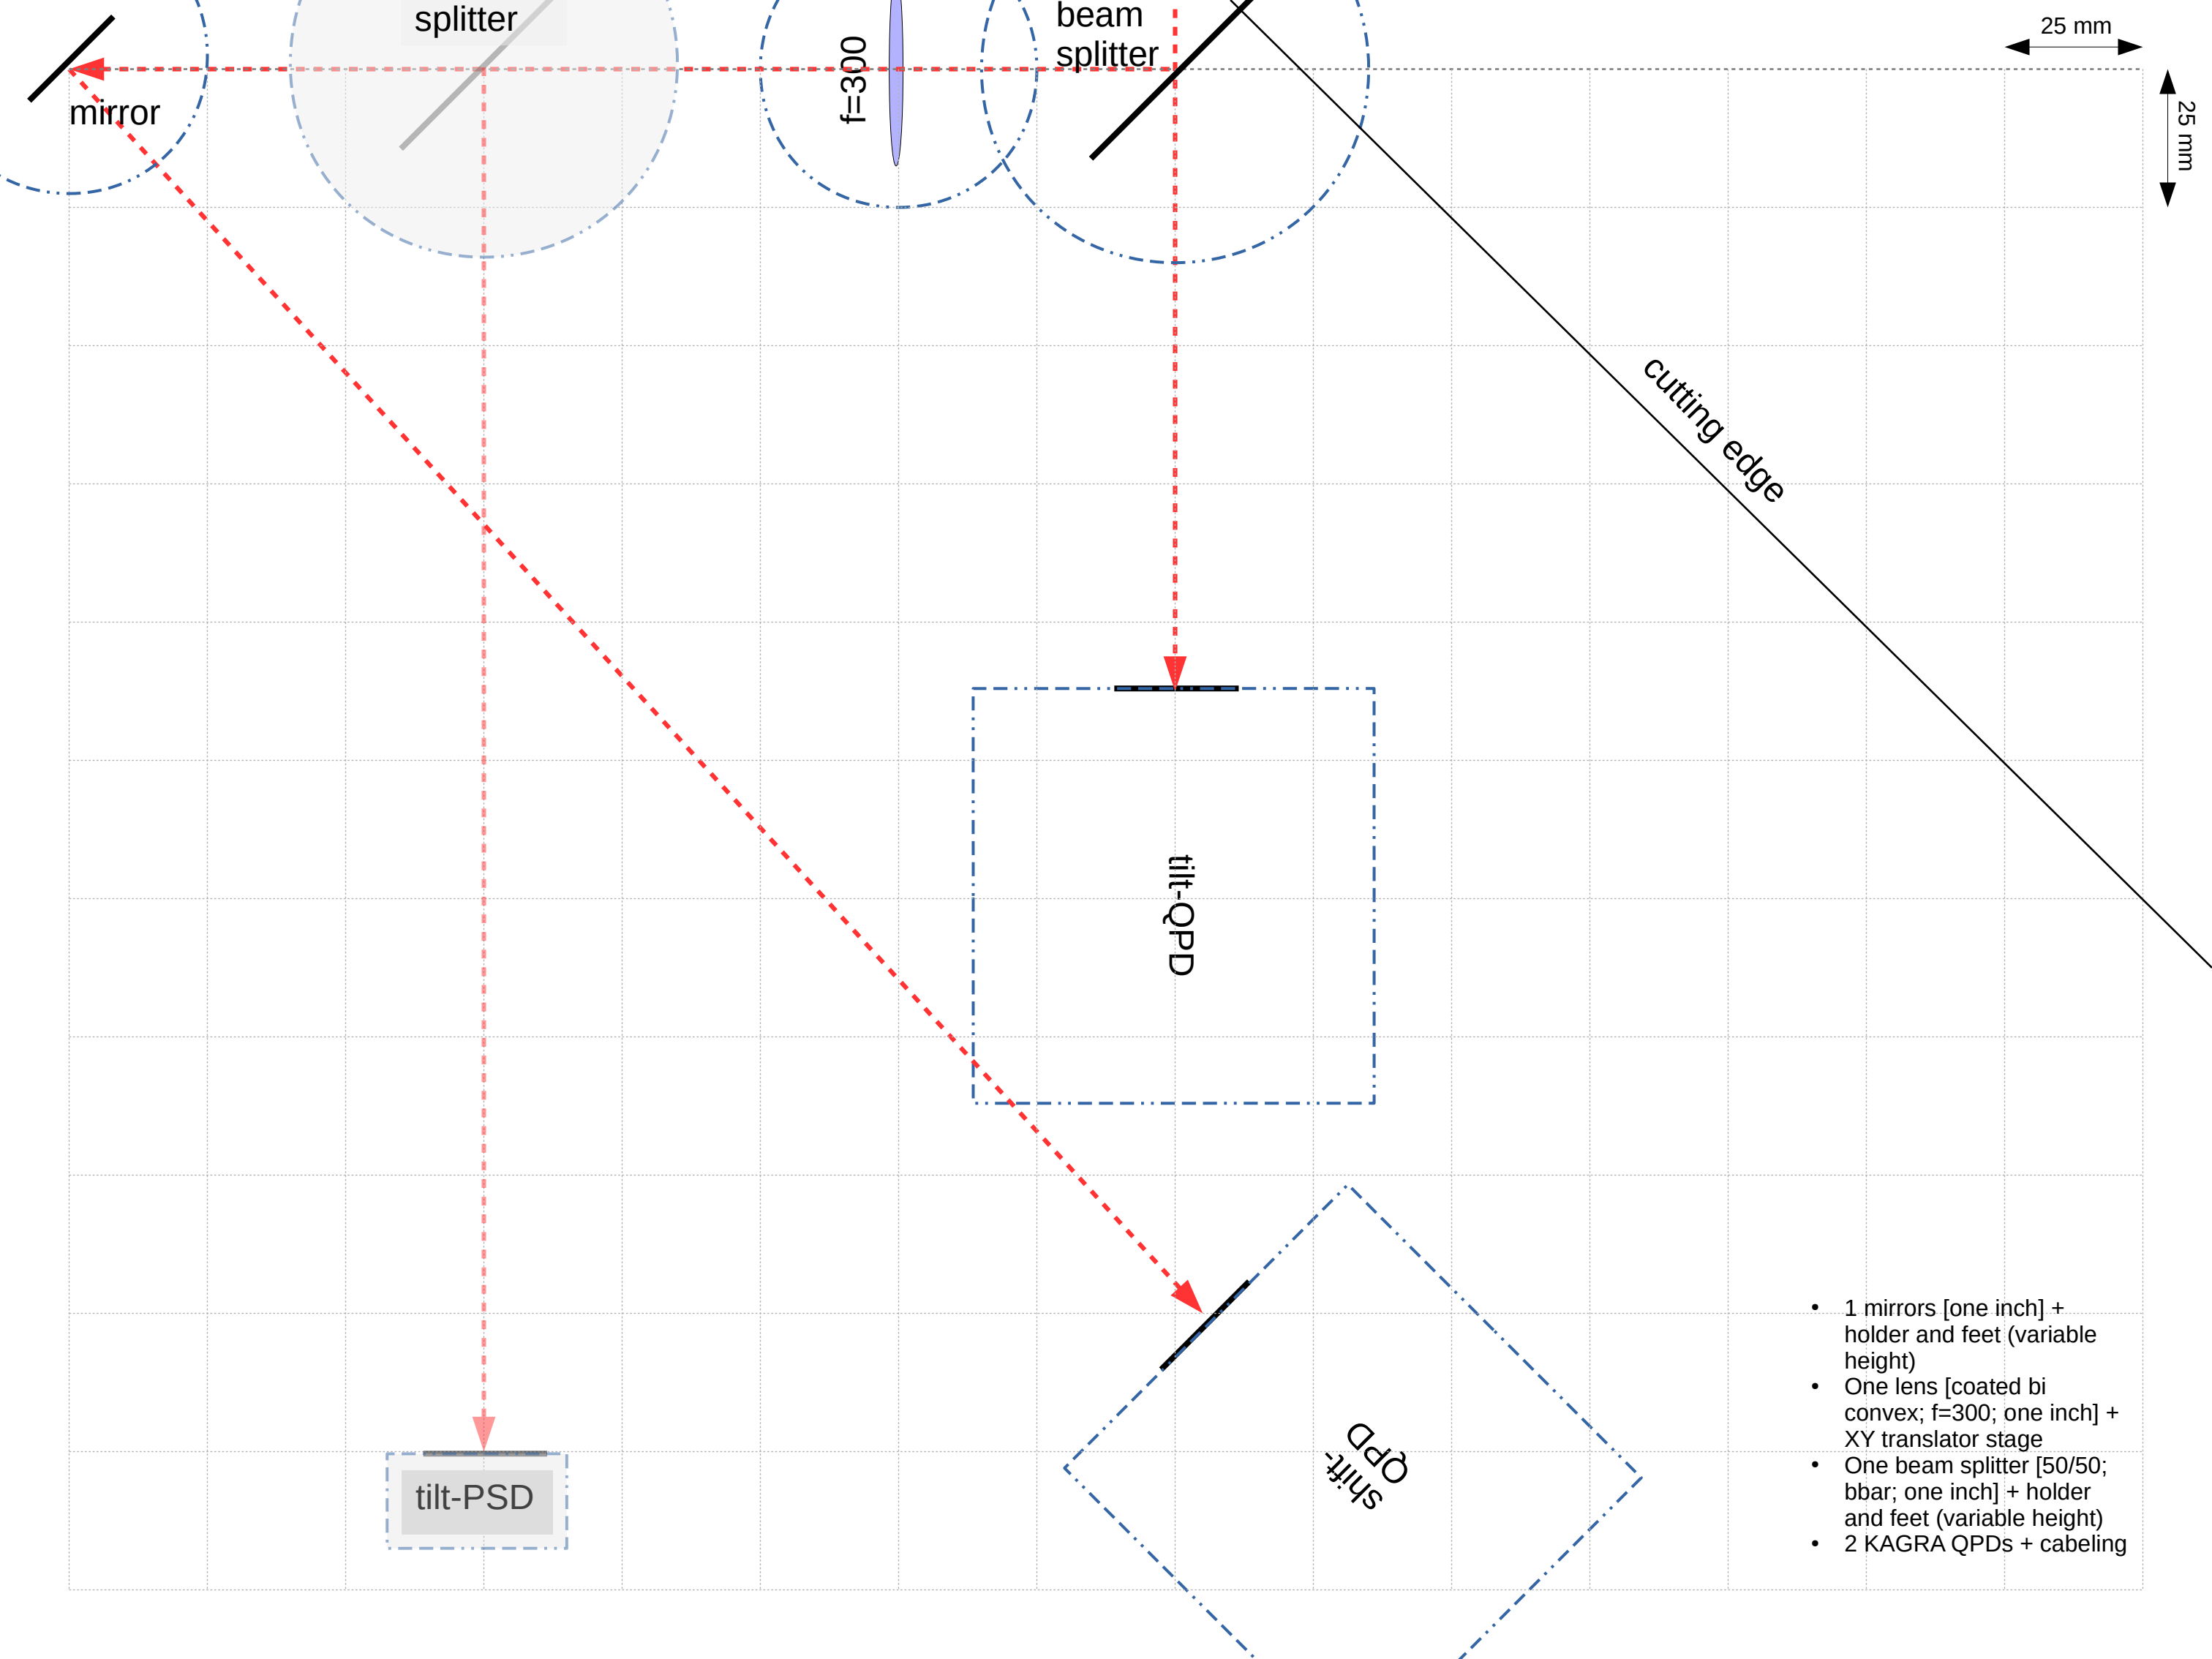 splitter
beam
splitter
25 mm
f=300
mirror
25 mm
cutting edge
tilt-QPD
shift-
QPD
tilt-PSD
• 1 mirrors [one inch] +
holder and feet (variable
height)
• One lens [coated bi
convex; f=300; one inch] +
XY translator stage
• One beam splitter [50/50;
bbar; one inch] + holder
and feet (variable height)
• 2 KAGRA QPDs + cabeling